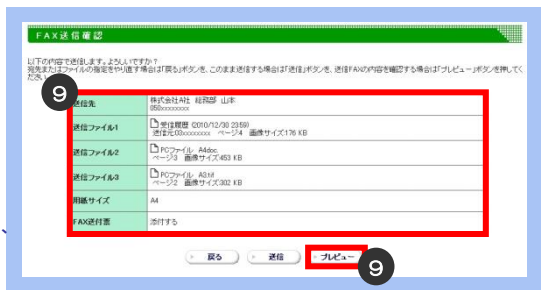 FAX送信確認
以下の内容で送信します。よろしいですか？
宛先またはファイルの指定をやり直す場合は「戻る」ボタンを、このまま送信する場合は「送信」ボタンを、送信FAXの内容を確認する場合は「プレビュー」ボタンを押してください。
9
送信先 株式会社A社 総務部 山本
050xxxxxxxx
送信ファイル1 受信履歴 (2010/12/30 23:59)
送信元:03xxxxxxxx ページ:4 画像サイズ:176 KB
送信ファイル2 PCファイル A4.doc
ページ:3 画像サイズ:453 KB
送信ファイル3 PCファイル A3.tif
ページ:2 画像サイズ:302 KB
用紙サイズ A4
FAX送付票 添付する
戻る 送信 プレビュー
9